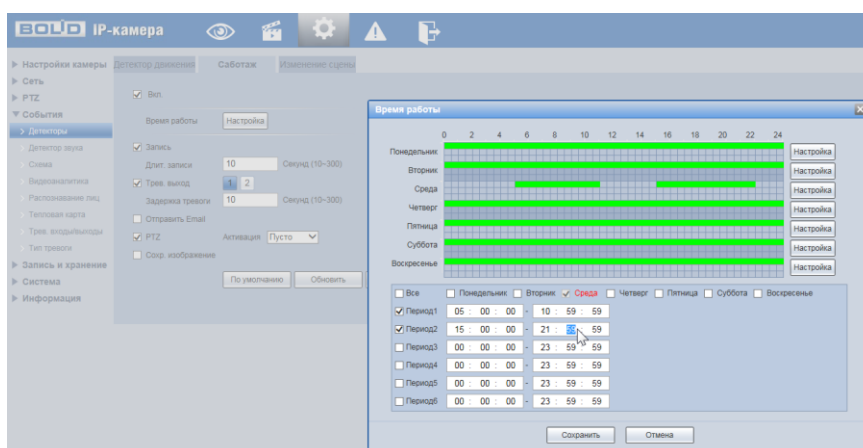 BOLID IP-камера
Настройки камеры
Сеть
PTZ
События
Детекторы
Детектор звука
Схема
Видеоаналитика
Распознавание лиц
Тепловая карта
Трев. входы/выходы
Тип тревоги
Запись и хранение
Система
Информация
Детектор движения Саботаж Изменение сцены
Вкл.
Время работы Настройка
Запись
Длит. записи 10 Секунд (10~300)
Трев. выход 1 2
Задержка тревоги 10 Секунд (10~300)
Отправить Email
PTZ Активация Пусто
Сохр. изображение
По умолчанию Обновить
Время работы
0 2 4 6 8 10 12 14 16 18 20 22 24
Понедельник Настройка
Вторник Настройка
Среда Настройка
Четверг Настройка
Пятница Настройка
Суббота Настройка
Воскресенье Настройка
Все Понедельник Вторник Среда Четверг Пятница Суббота Воскресенье
Период1 05 : 00 : 00 - 10 : 59 : 59
Период2 15 : 00 : 00 - 21 : 59 : 59
Период3 00 : 00 : 00 - 23 : 59 : 59
Период4 00 : 00 : 00 - 23 : 59 : 59
Период5 00 : 00 : 00 - 23 : 59 : 59
Период6 00 : 00 : 00 - 23 : 59 : 59
Сохранить Отмена